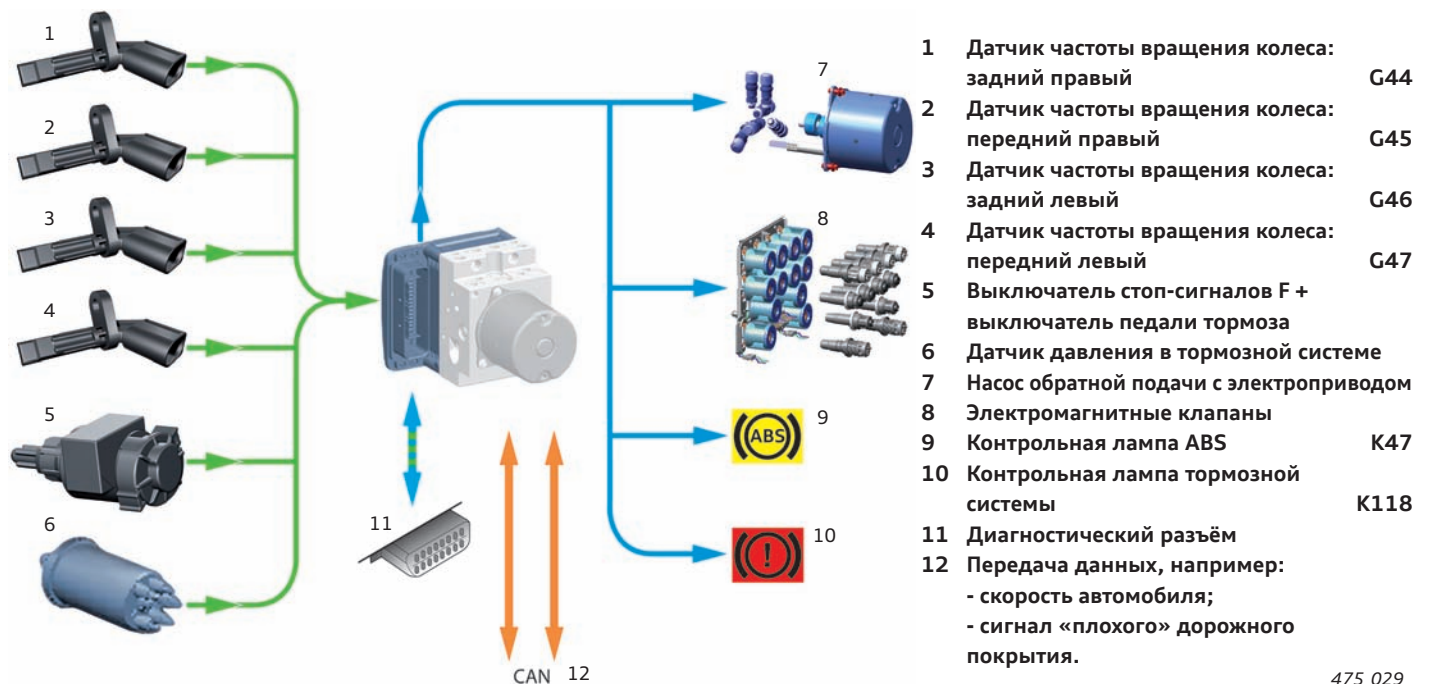 1
2
3
4
5
6
7
8
ABS
9
10
11
CAN 12
1 Датчик частоты вращения колеса:
задний правый G44
2 Датчик частоты вращения колеса:
передний правый G45
3 Датчик частоты вращения колеса:
задний левый G46
4 Датчик частоты вращения колеса:
передний левый G47
5 Выключатель стоп-сигналов F +
выключатель педали тормоза
6 Датчик давления в тормозной системе
7 Насос обратной подачи с электроприводом
8 Электромагнитные клапаны
9 Контрольная лампа ABS K47
10 Контрольная лампа тормозной
системы K118
11 Диагностический разъём
12 Передача данных, например:
- скорость автомобиля;
- сигнал «плохого» дорожного
покрытия.
475_029